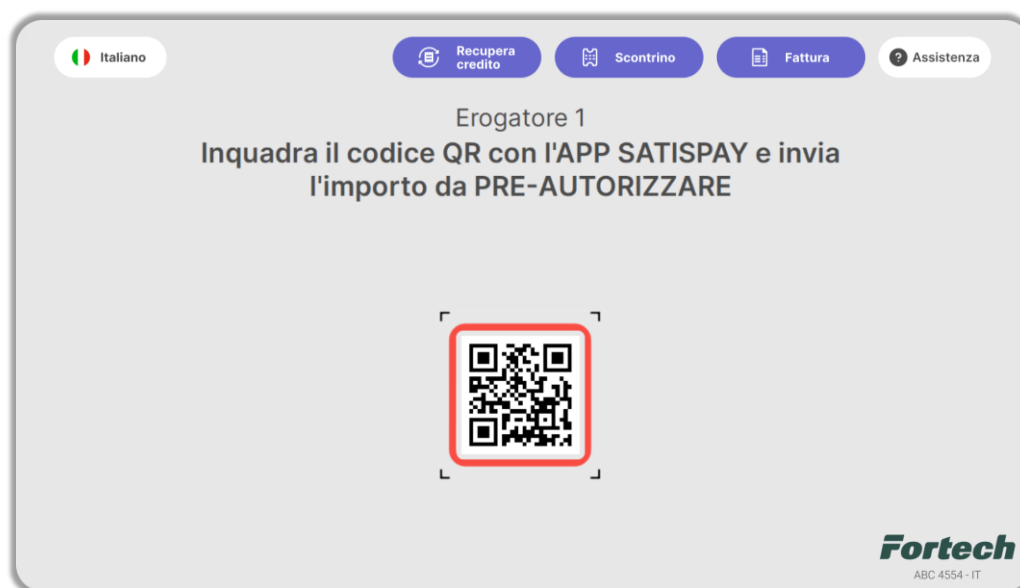 Italiano
Recupera
credito
Scontrino
Fattura
? Assistenza
Erogatore 1
Inquadra il codice QR con l'APP SATISPAY e invia
l'importo da PRE-AUTORIZZARE
Fortech
ABC 4554 - IT